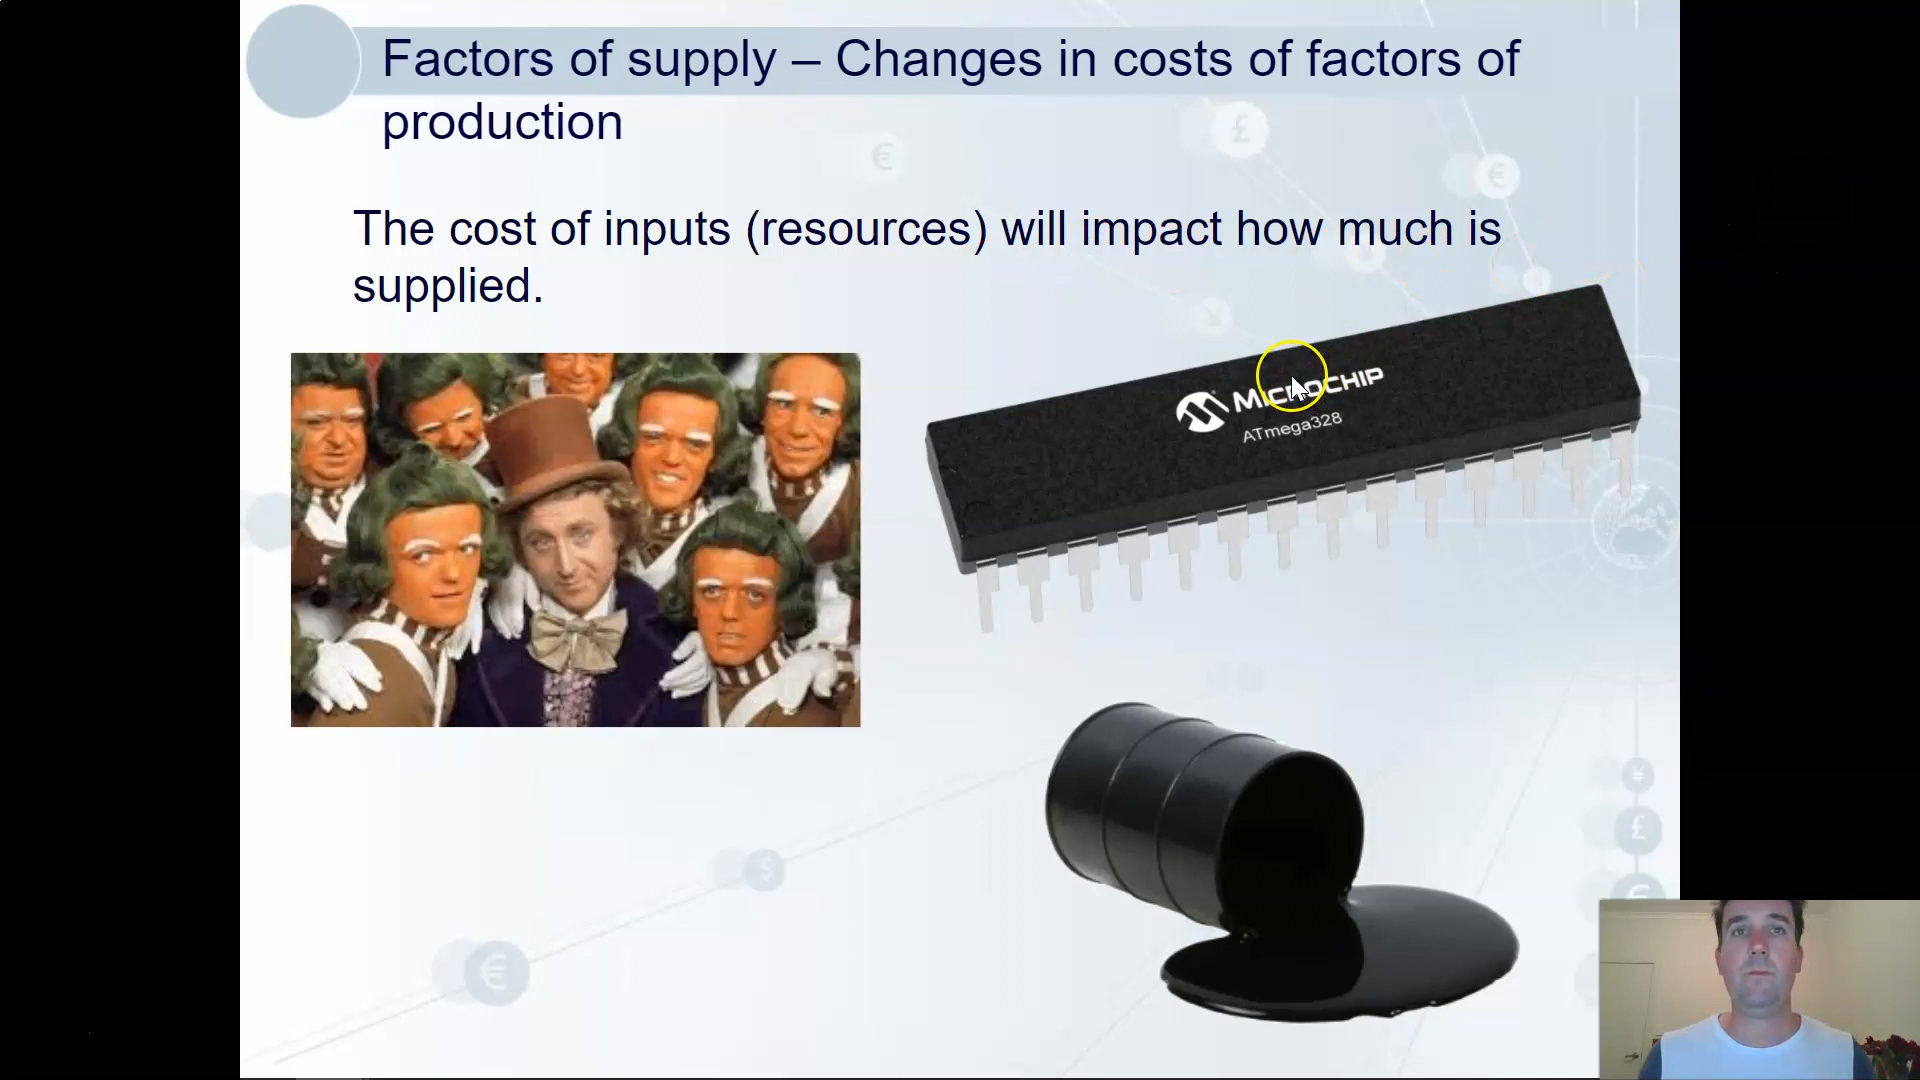 Factors of supply – Changes in costs of factors of
production
The cost of inputs (resources) will impact how much is
supplied.
MICROCHIP
ATmega328